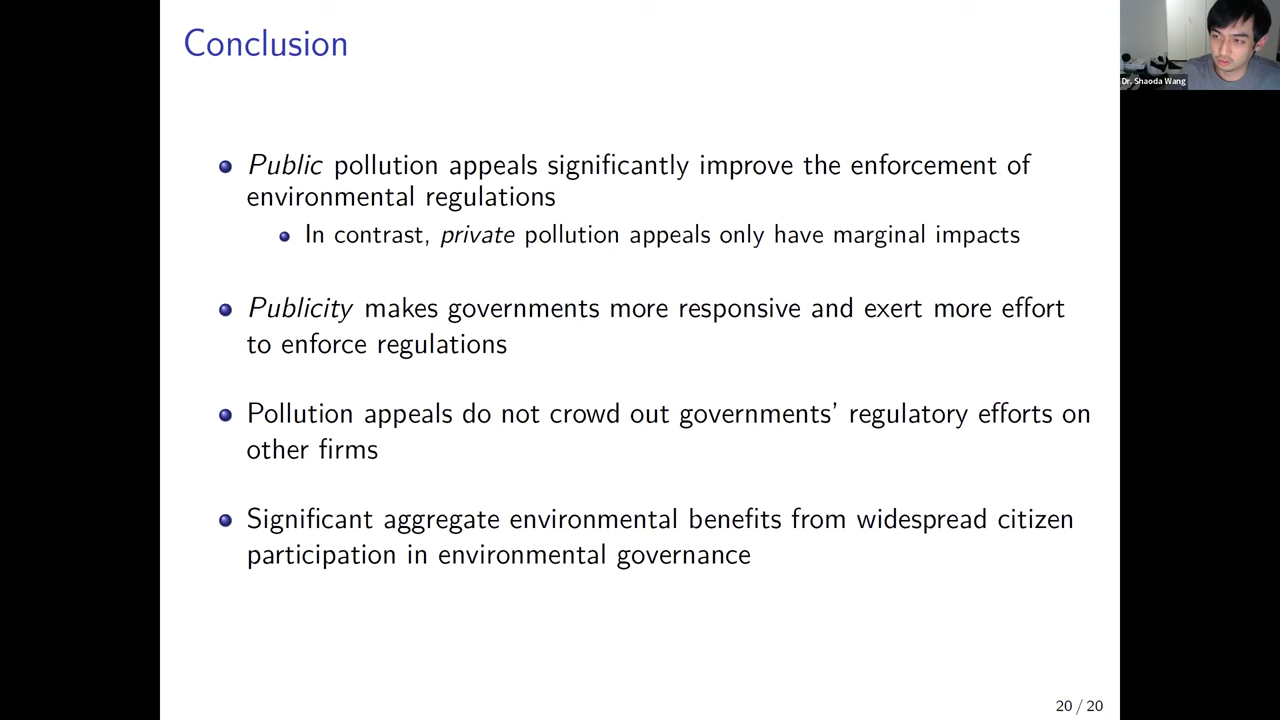 Conclusion
Dr. Shaoda Wang
Public pollution appeals significantly improve the enforcement of
environmental regulations
In contrast, private pollution appeals only have marginal impacts
Publicity makes governments more responsive and exert more effort
to enforce regulations
Pollution appeals do not crowd out governments' regulatory efforts on
other firms
Significant aggregate environmental benefits from widespread citizen
participation in environmental governance
20 / 20